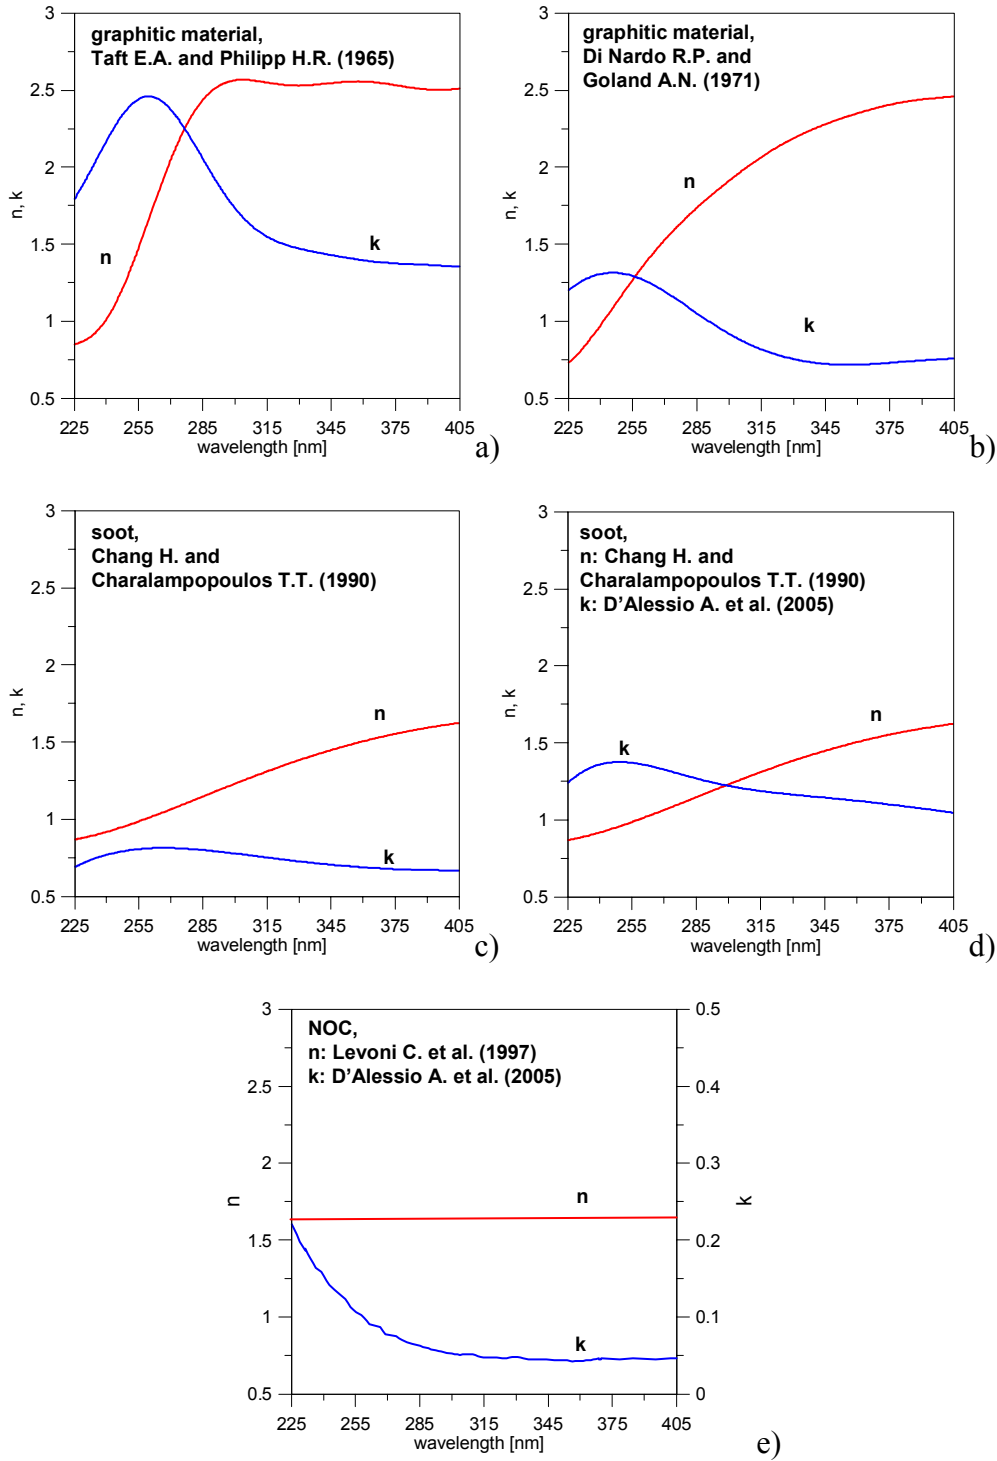 graphitic material,
Taft E.A. and Philipp H.R. (1965)
3
2.5
2
1.5
1
0.5
n, k
n
k
225 255 285 315 345 375 405
wavelength [nm]
a)
graphitic material,
Di Nardo R.P. and
Goland A.N. (1971)
3
2.5
2
1.5
1
0.5
n
k
225 255 285 315 345 375 405
wavelength [nm]
b)
soot,
Chang H. and
Charalampopoulos T.T. (1990)
3
2.5
2
1.5
1
0.5
n, k
n
k
225 255 285 315 345 375 405
wavelength [nm]
c)
soot,
n: Chang H. and
Charalampopoulos T.T. (1990)
k: D'Alessio A. et al. (2005)
3
2.5
2
1.5
1
0.5
n, k
k
n
225 255 285 315 345 375 405
wavelength [nm]
d)
NOC,
n: Levoni C. et al. (1997)
k: D'Alessio A. et al. (2005)
3
2.5
2
1.5
1
0.5
n
n
k
0.5
0.4
0.3
0.2
0.1
0
k
225 255 285 315 345 375 405
wavelength [nm]
e)